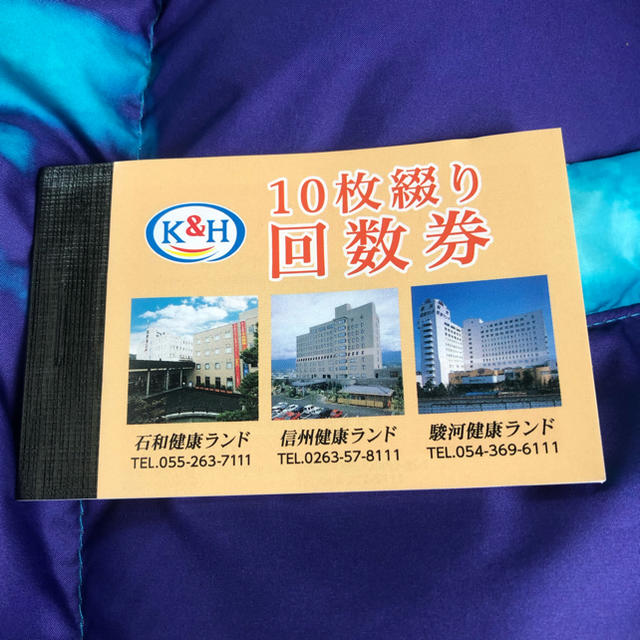 K&H
10枚綴り
回数券
石和健康ランド
TEL.055-263-7111
信州健康ランド
TEL.0263-57-8111
駿河健康ランド
TEL.054-369-6111